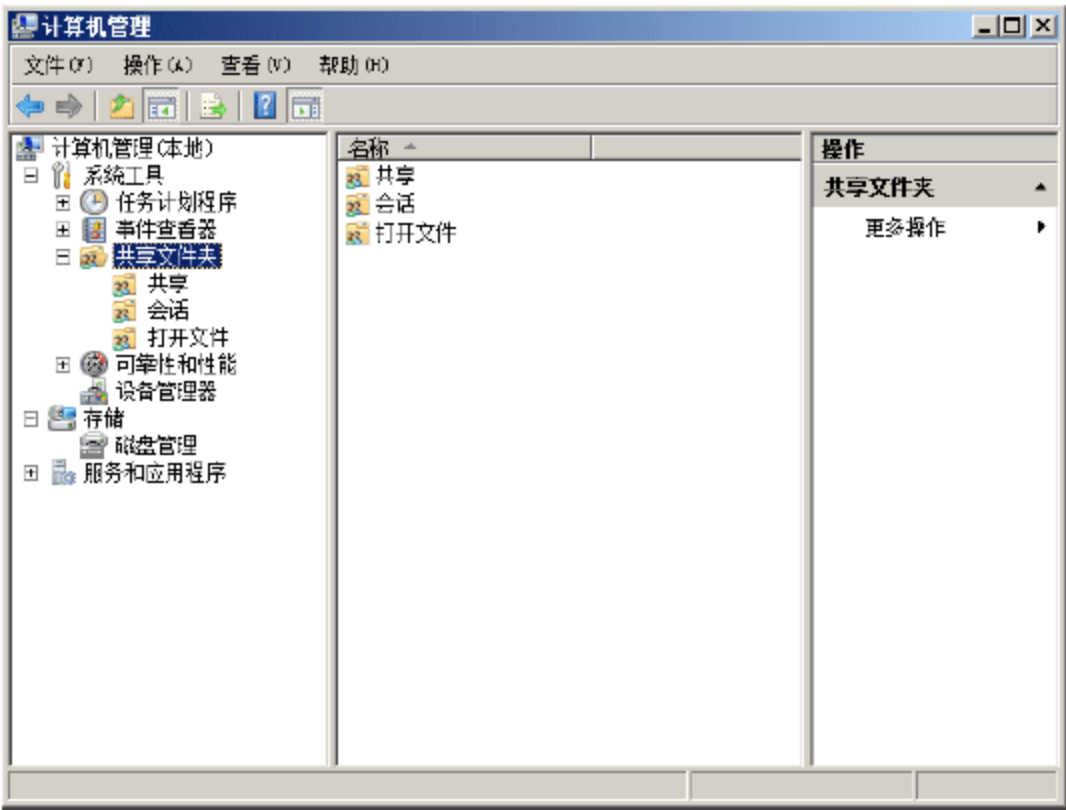 计算机管理
文件(F) 操作(A) 查看(V) 帮助(H)
计算机管理(本地)
系统工具
任务计划程序
事件查看器
共享文件夹
共享
会话
打开文件
可靠性和性能
设备管理器
存储
磁盘管理
服务和应用程序
名称
共享
会话
打开文件
操作
共享文件夹
更多操作